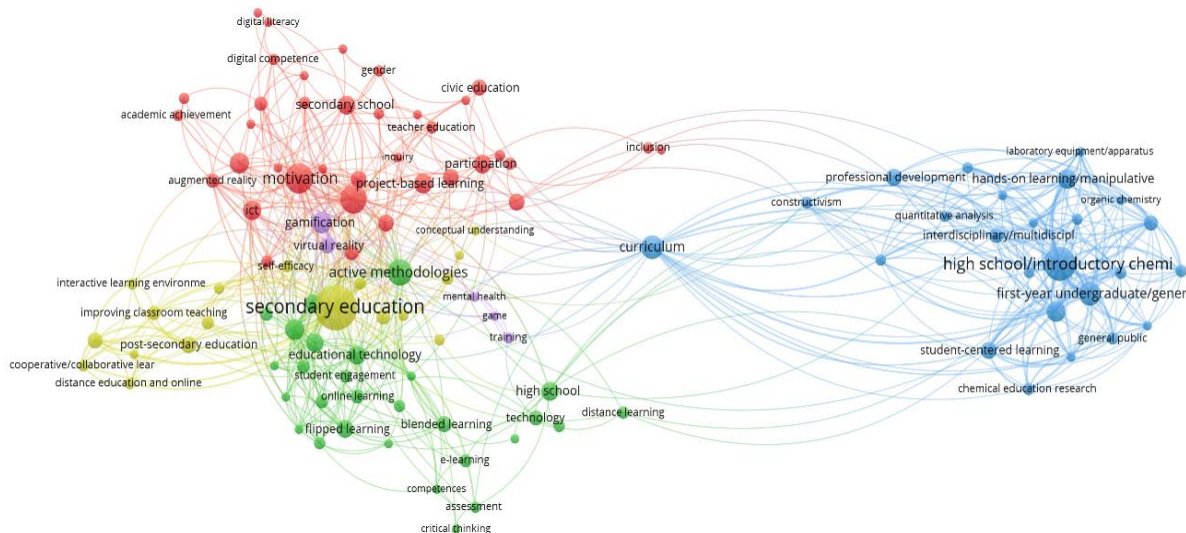 digital literacy
digital competence
gender
civic education
secondary school
academic achievement
teacher education
inquiry
participation
inclusion
laboratory equipment/apparatus
augmented reality
motivation
project-based learning
professional development
hands-on learning/manipulative
constructivism
organic chemistry
ict
gamification
quantitative analysis
conceptual understanding
interdisciplinary/multidiscipl
virtual reality
curriculum
self-efficacy
active methodologies
high school/introductory chemi
interactive learning environme
mental health
first-year undergraduate/gener
secondary education
improving classroom teaching
game
training
general public
post-secondary education
student-centered learning
educational technology
cooperative/collaborative lear
student engagement
distance education and online
chemical education research
online learning
high school
distance learning
technology
flipped learning
blended learning
e-learning
competences
assessment
critical thinking